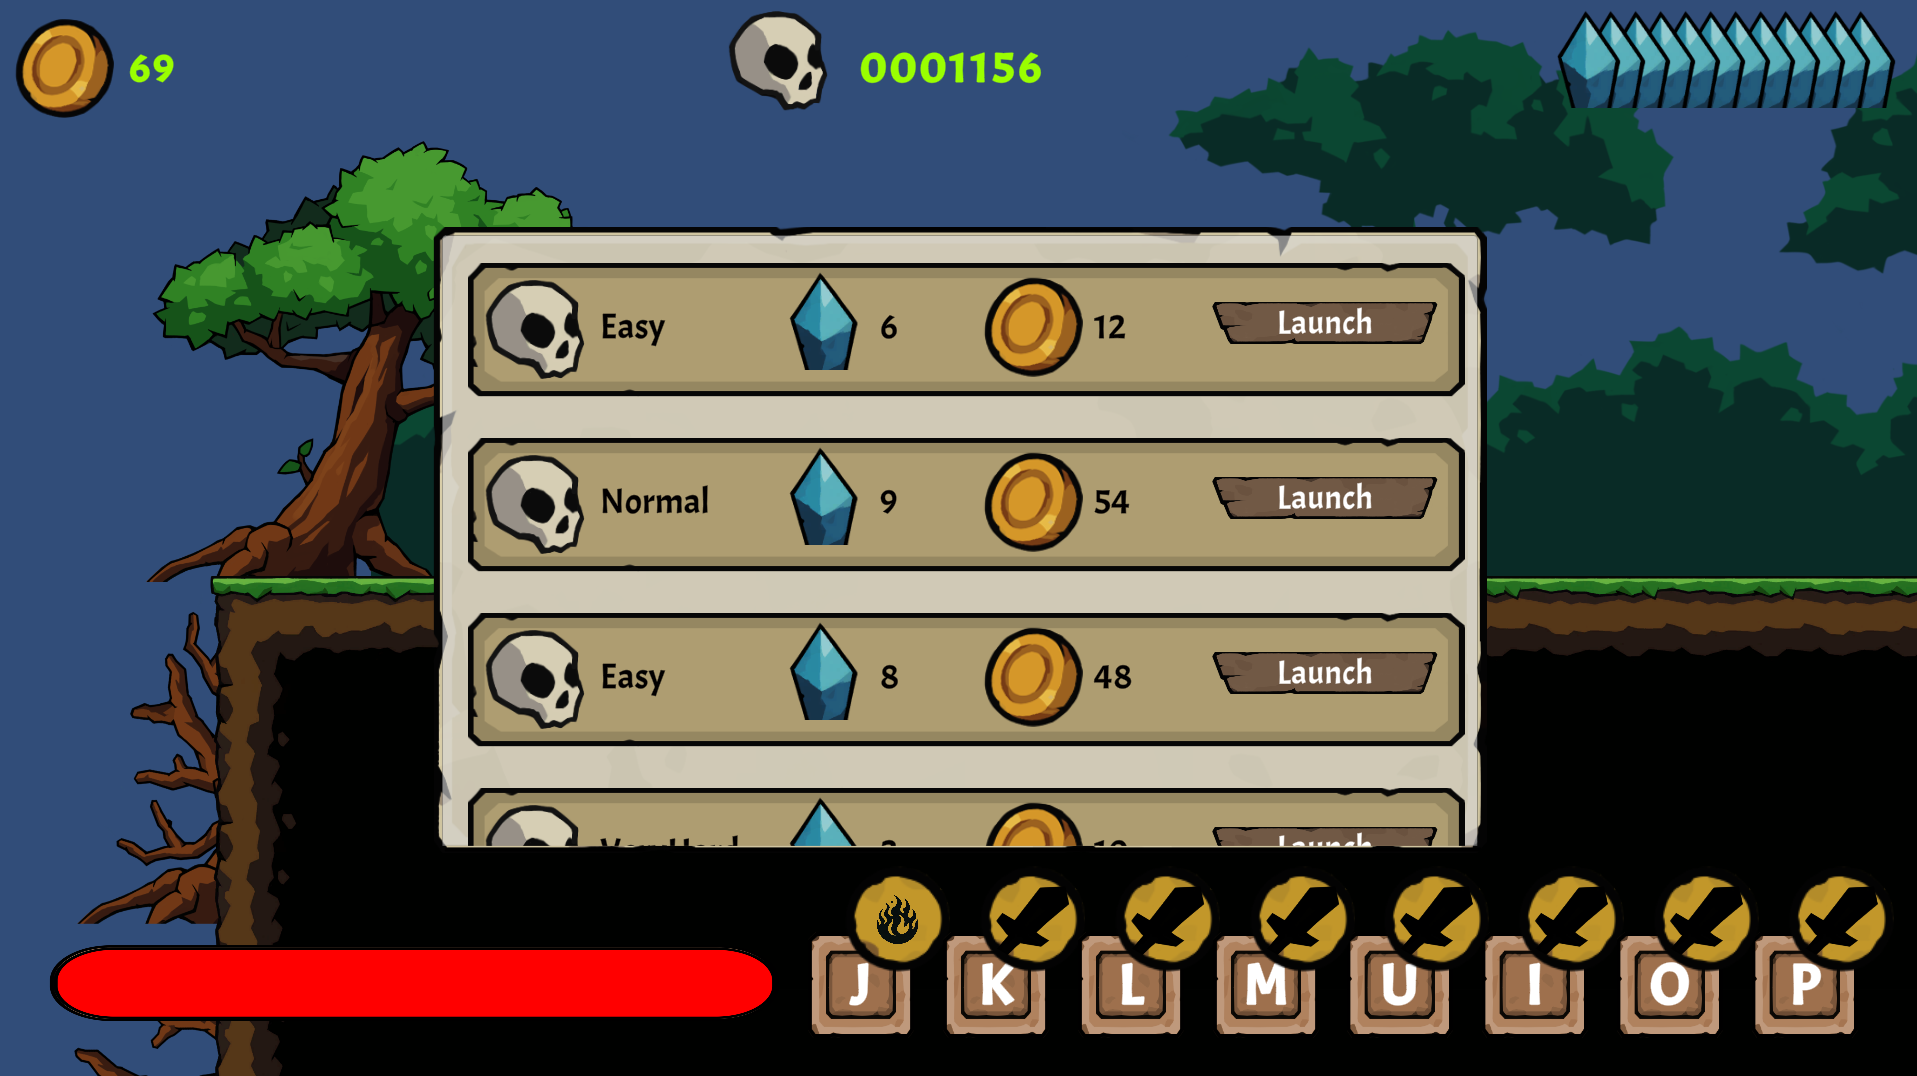 69
0001156
Easy 6 12 Launch
Normal 9 54 Launch
Easy 8 48 Launch
J K L M U I O P